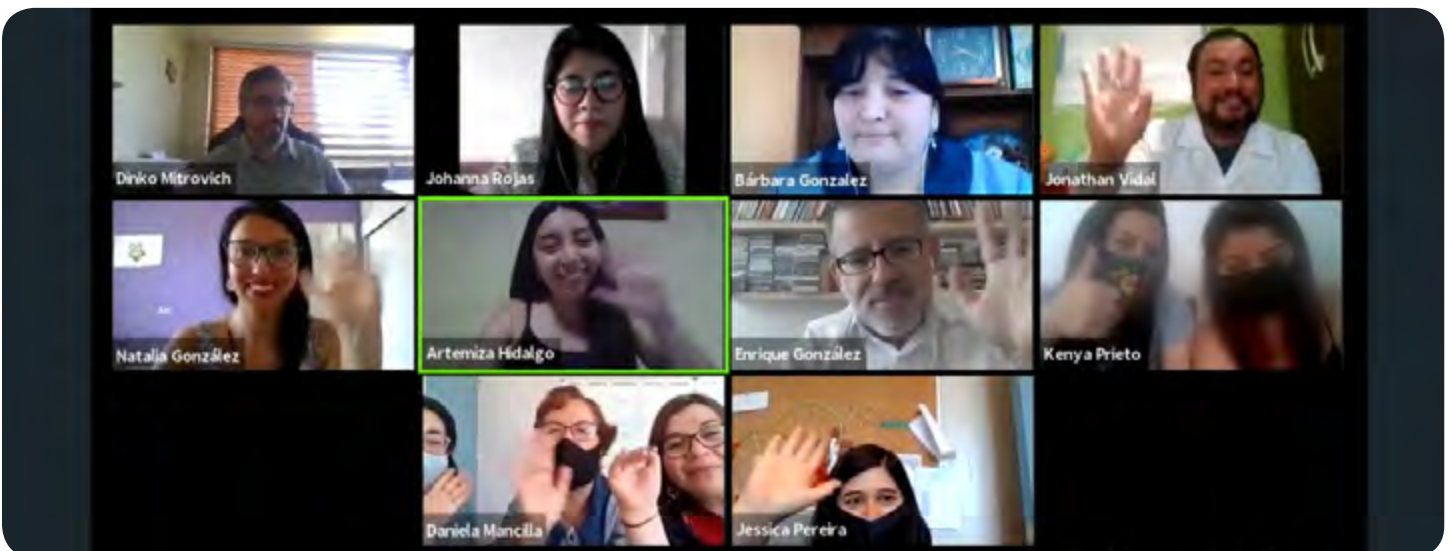 Dinko Mitrovich
Johanna Rojas
Bárbara Gonzalez
Jonathan Vidal
Natalia González
Artemiza Hidalgo
Enrique González
Kenya Prieto
Daniela Mancilla
Jessica Pereira